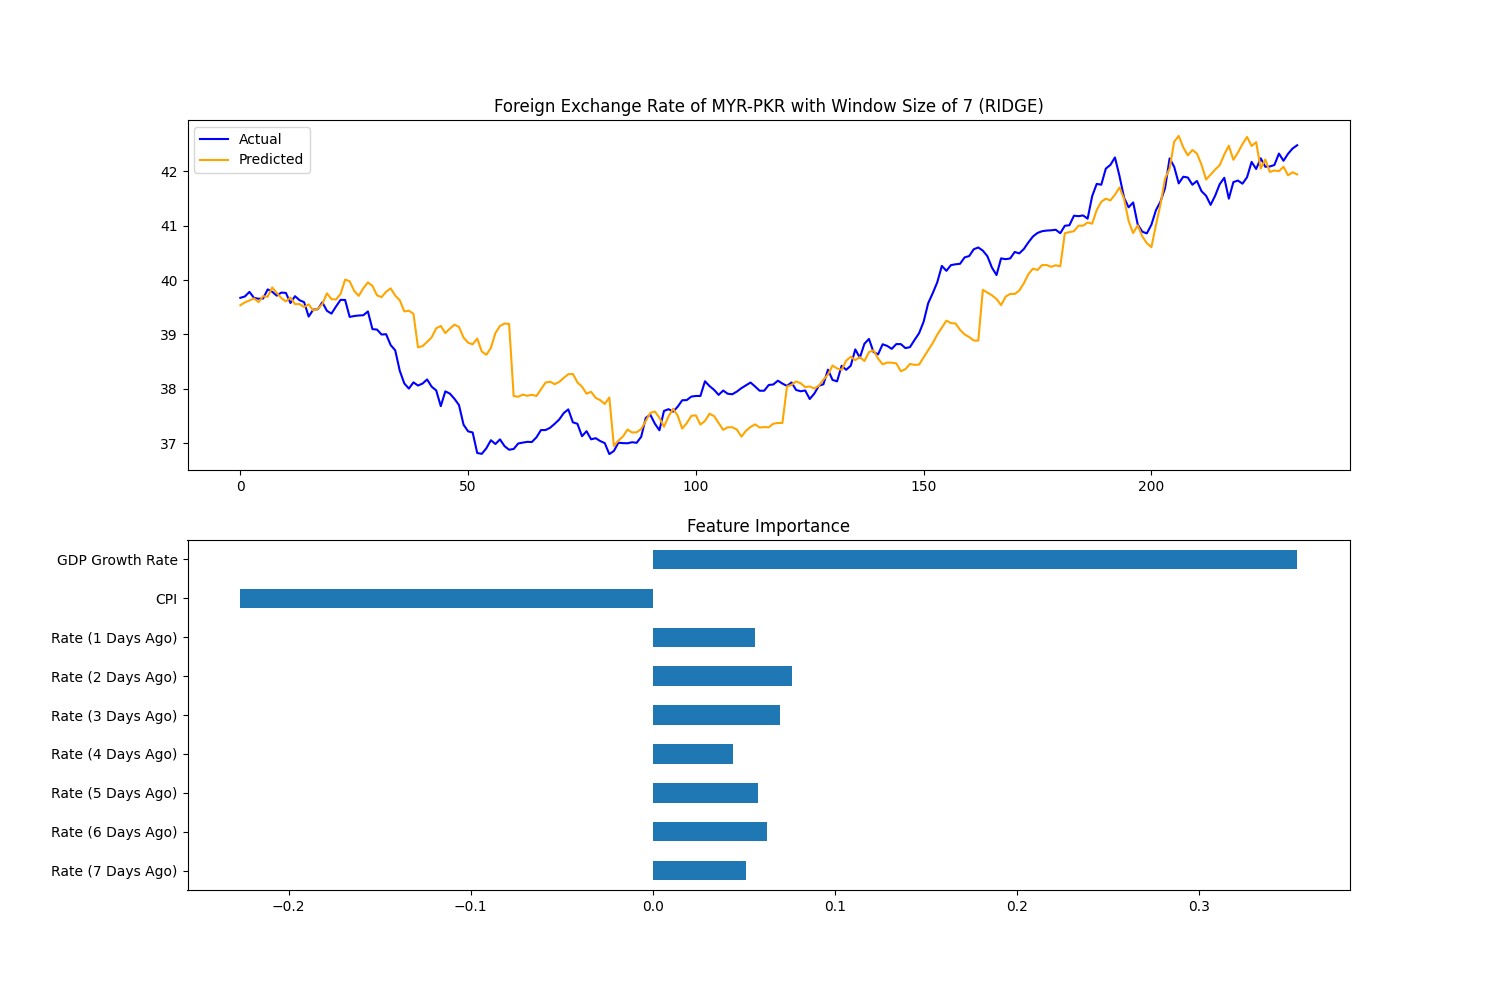 Foreign Exchange Rate of MYR-PKR with Window Size of 7 (RIDGE)
Actual
Predicted
42
41
40
39
38
37
0 50 100 150 200
Feature Importance
GDP Growth Rate
CPI
Rate (1 Days Ago)
Rate (2 Days Ago)
Rate (3 Days Ago)
Rate (4 Days Ago)
Rate (5 Days Ago)
Rate (6 Days Ago)
Rate (7 Days Ago)
−0.2 −0.1 0.0 0.1 0.2 0.3